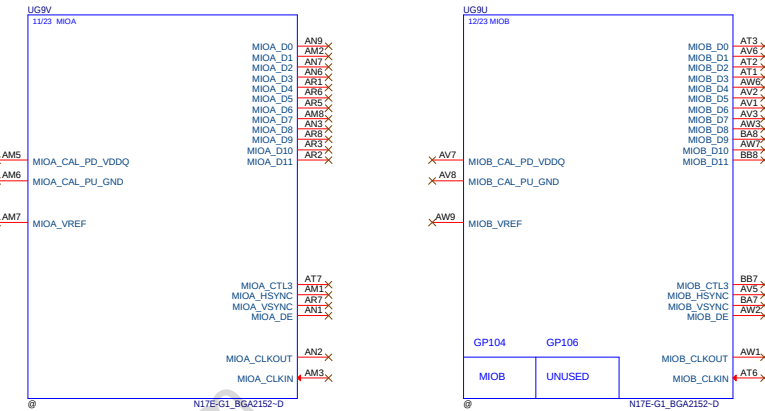 UG9V
11/23 MIOA
MIOA_D0 AN9
MIOA_D1 AM2
MIOA_D2 AN7
MIOA_D3 AN6
MIOA_D4 AR1
MIOA_D5 AR6
MIOA_D6 AR5
MIOA_D7 AM8
MIOA_D8 AN3
MIOA_D9 AR8
MIOA_D10 AR3
MIOA_D11 AR2
AM5 MIOA_CAL_PD_VDDQ
AM6 MIOA_CAL_PU_GND
AM7 MIOA_VREF
MIOA_CTL3 AT7
MIOA_HSYNC AM1
MIOA_VSYNC AR7
MIOA_DE AN1
MIOA_CLKOUT AN2
MIOA_CLKIN AM3
@ N17E-G1_BGA2152~D
UG9U
12/23 MIOB
MIOB_D0 AT3
MIOB_D1 AV6
MIOB_D2 AT2
MIOB_D3 AT1
MIOB_D4 AW6
MIOB_D5 AV2
MIOB_D6 AV1
MIOB_D7 AV3
MIOB_D8 AW3
MIOB_D9 BA8
MIOB_D10 AW7
MIOB_D11 BB8
AV7 MIOB_CAL_PD_VDDQ
AV8 MIOB_CAL_PU_GND
AW9 MIOB_VREF
MIOB_CTL3 BB7
MIOB_HSYNC AV5
MIOB_VSYNC BA7
MIOB_DE AW2
GP104 GP106
MIOB_CLKOUT AW1
MIOB UNUSED
MIOB_CLKIN AT6
@ N17E-G1_BGA2152~D